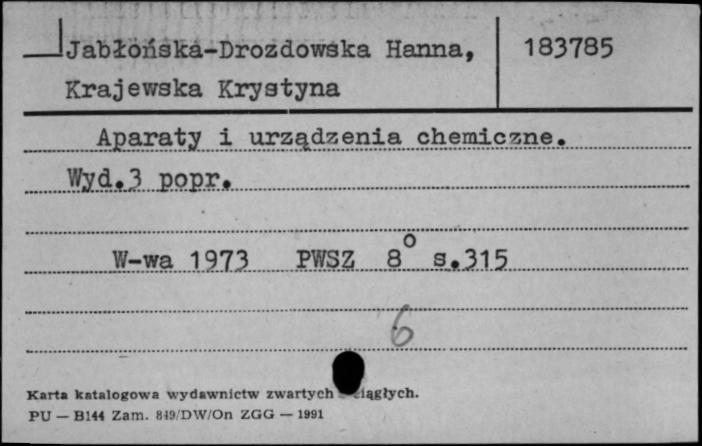 Jabłońska-Drozdowska Hanna, 183785
Krajewska Krystyna
Aparaty i urządzenia chemiczne.
Wyd.3 popr.
W-wa 1973 PWSZ 8° s.315
6
Karta katalogowa wydawnictw zwartych ciągłych.
PU — B144 Zam. 849/DW/On ZGG — 1991